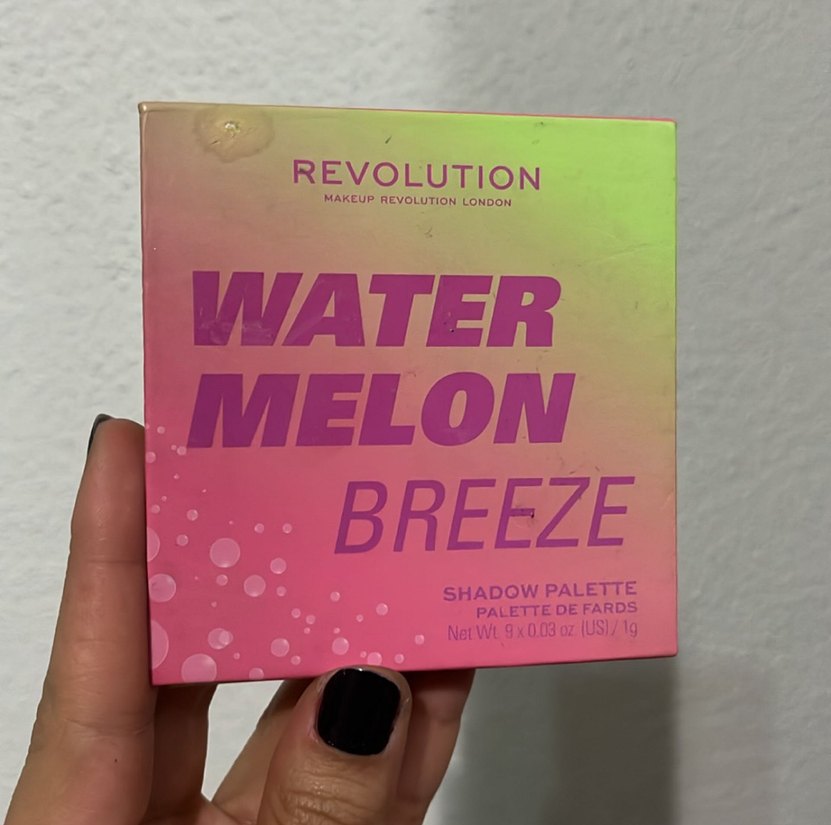 REVOLUTION
MAKEUP REVOLUTION LONDON
WATER
MELON
BREEZE
SHADOW PALETTE
PALETTE DE FARDS
Net Wt. 9 x 0.03 oz. (US) / 1g